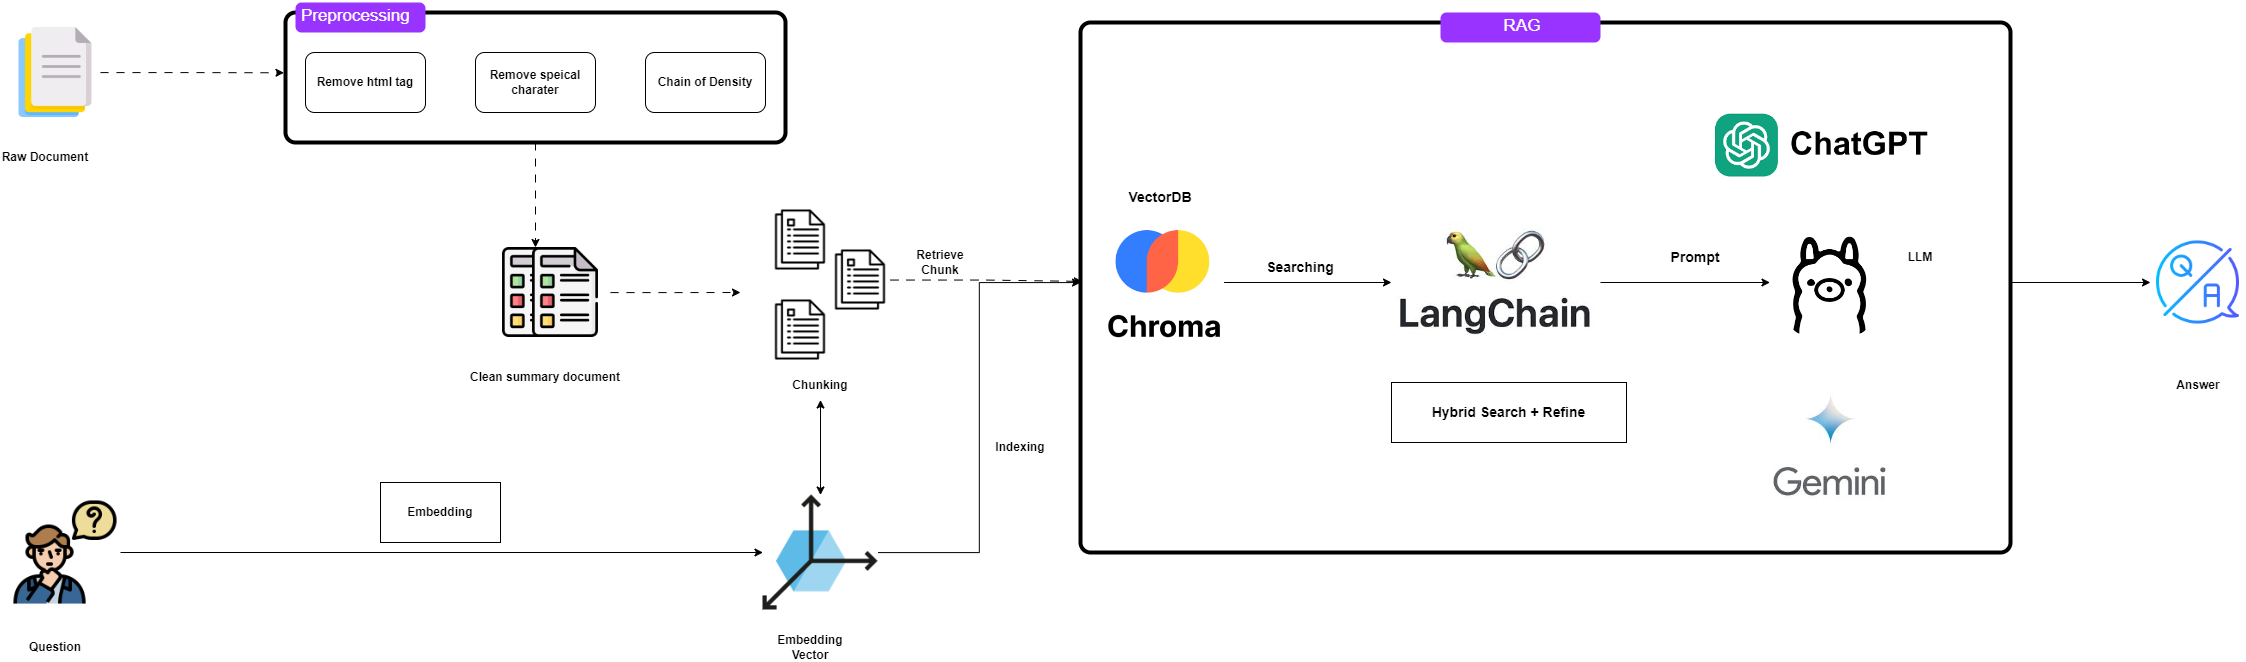 Preprocessing
Remove html tag
Remove speical
charater
Chain of Density
Raw Document
RAG
ChatGPT
VectorDB
Chroma
Searching
LangChain
Prompt
LLM
Hybrid Search + Refine
Gemini
Retrieve
Chunk
Clean summary document
Chunking
Indexing
Embedding
?
Question
Embedding
Vector
Q
A
Answer